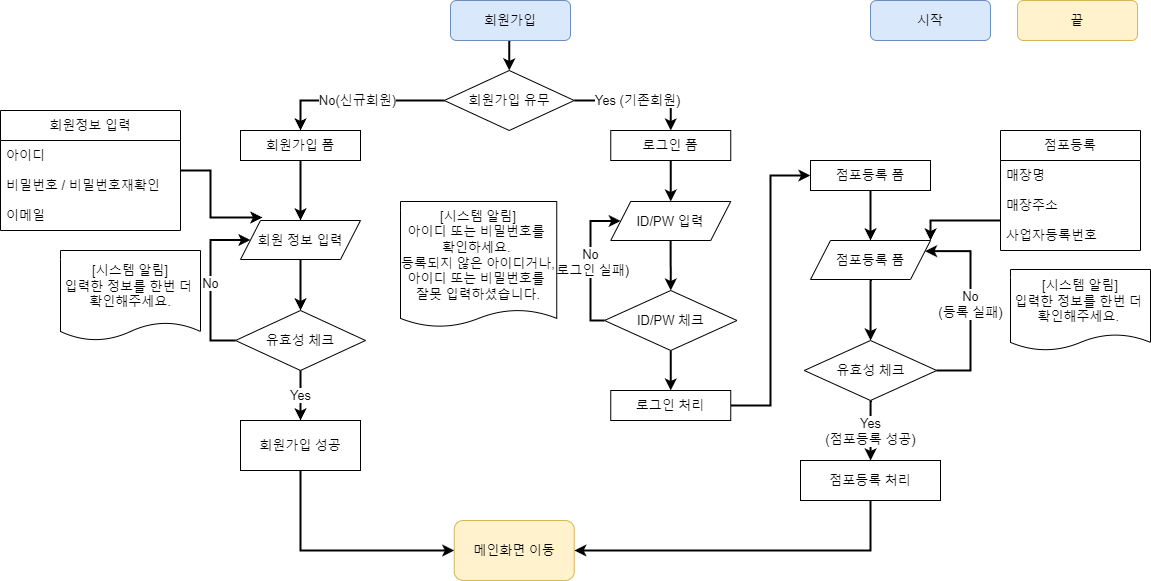 회원가입
시작
끝
회원가입 유무
No(신규회원)
Yes (기존회원)
회원정보 입력
아이디
비밀번호 / 비밀번호재확인
이메일
회원가입 폼
로그인 폼
점포등록 폼
점포등록
매장명
매장주소
사업자등록번호
회원 정보 입력
[시스템 알림]
입력한 정보를 한번 더
확인해주세요.
No
유효성 체크
Yes
회원가입 성공
[시스템 알림]
아이디 또는 비밀번호를
확인하세요.
등록되지 않은 아이디거나,
아이디 또는 비밀번호를
잘못 입력하셨습니다.
ID/PW 입력
No
로그인 실패)
ID/PW 체크
로그인 처리
점포등록 폼
No
(등록 실패)
[시스템 알림]
입력한 정보를 한번 더
확인해주세요.
유효성 체크
Yes
(점포등록 성공)
점포등록 처리
메인화면 이동